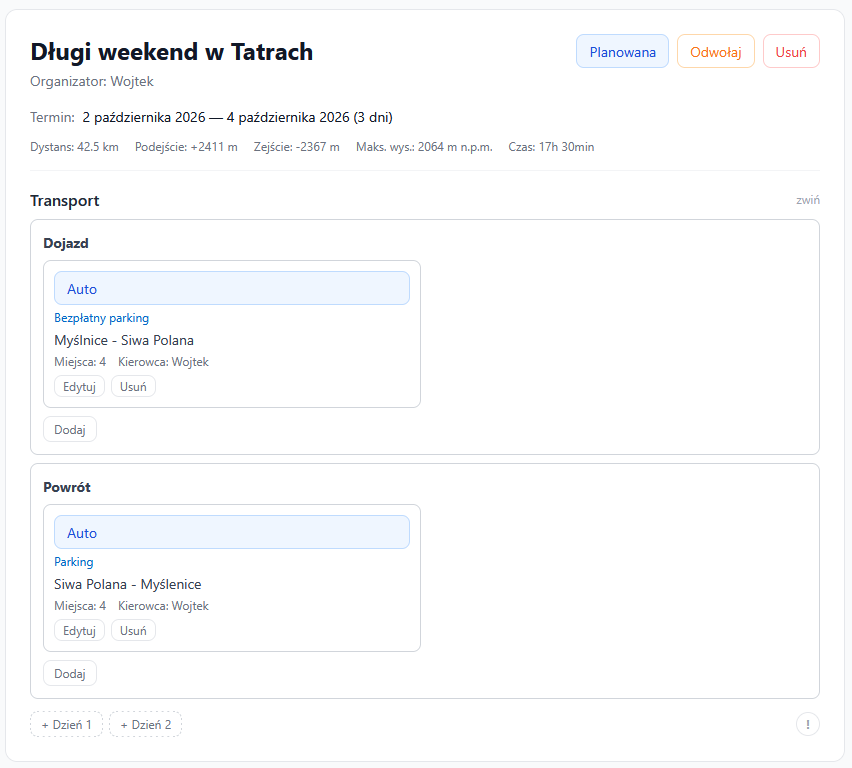 Długi weekend w Tatrach
Planowana
Odwołaj
Usuń
Organizator: Wojtek
Termin: 2 października 2026 — 4 października 2026 (3 dni)
Dystans: 42.5 km Podejście: +2411 m Zejście: -2367 m Maks. wys.: 2064 m n.p.m. Czas: 17h 30min
Transport
zwiń
Dojazd
Auto
Bezpłatny parking
Myślnice - Siwa Polana
Miejsca: 4 Kierowca: Wojtek
Edytuj Usuń
Dodaj
Powrót
Auto
Parking
Siwa Polana - Myślenice
Miejsca: 4 Kierowca: Wojtek
Edytuj Usuń
Dodaj
+ Dzień 1 + Dzień 2
!